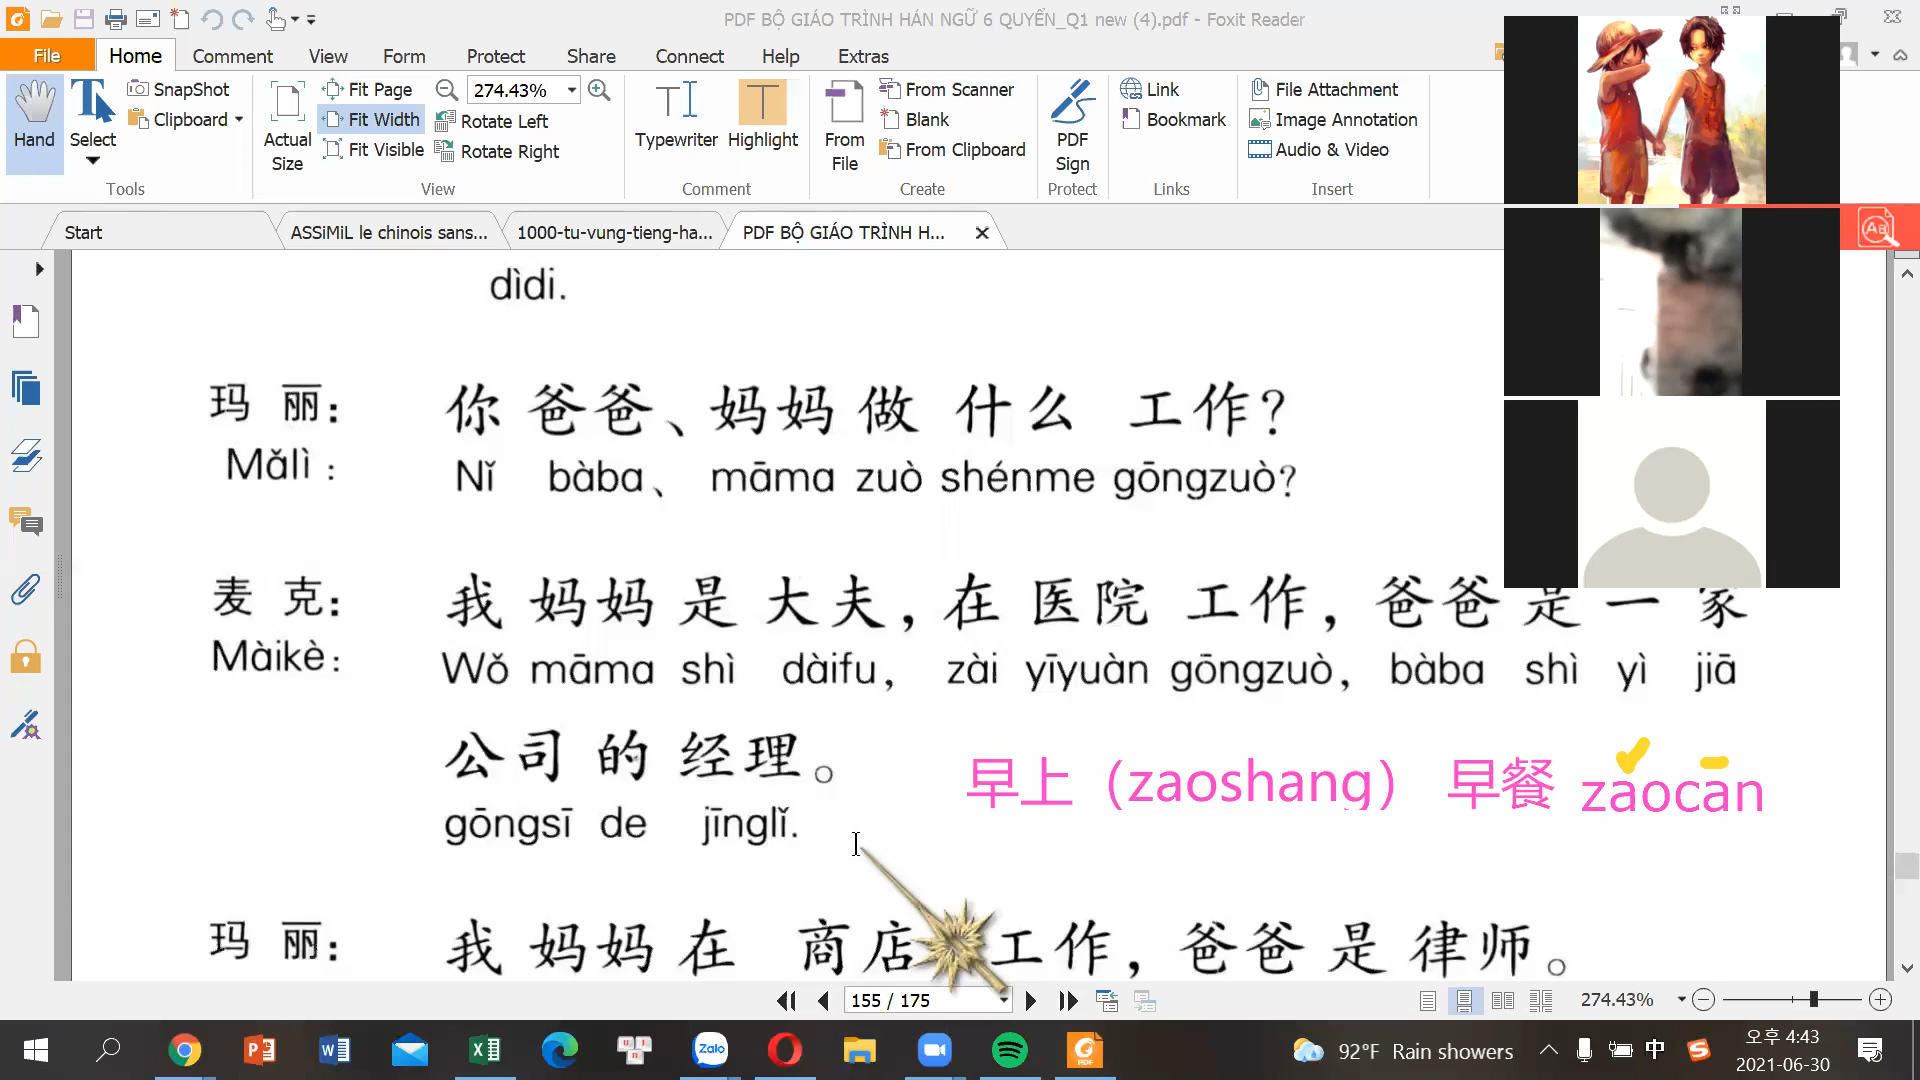 PDF BỘ GIÁO TRÌNH HÁN NGỮ 6 QUYỂN_Q1 new (4).pdf - Foxit Reader
File Home Comment View Form Protect Share Connect Help Extras
Hand
Select
SnapShot
Clipboard
Tools
Actual Size
Fit Page
Fit Width
Fit Visible
274.43%
Rotate Left
Rotate Right
View
Typewriter
Highlight
Comment
From File
From Scanner
Blank
From Clipboard
Create
PDF Sign
Protect
Link
Bookmark
Links
File Attachment
Image Annotation
Audio & Video
Insert
Start
ASSiMiL le chinois sans...
1000-tu-vung-tieng-ha...
PDF BỘ GIÁO TRÌNH H...
dìdi.
玛丽: 你爸爸、妈妈做什么工作?
Mǎlì : Nǐ bàba、 māma zuò shénme gōngzuò?
麦克: 我妈妈是大夫,在医院工作,爸爸是一家
Màikè: Wǒ māma shì dàifu, zài yīyuàn gōngzuò, bàba shì yì jiā
公司的经理。
gōngsī de jīnglǐ.
早上（zaoshang） 早餐 zaocan
玛丽: 我妈妈在商店工作,爸爸是律师。
155 / 175
274.43%
Zalo
92°F Rain showers
中
오후 4:43
2021-06-30